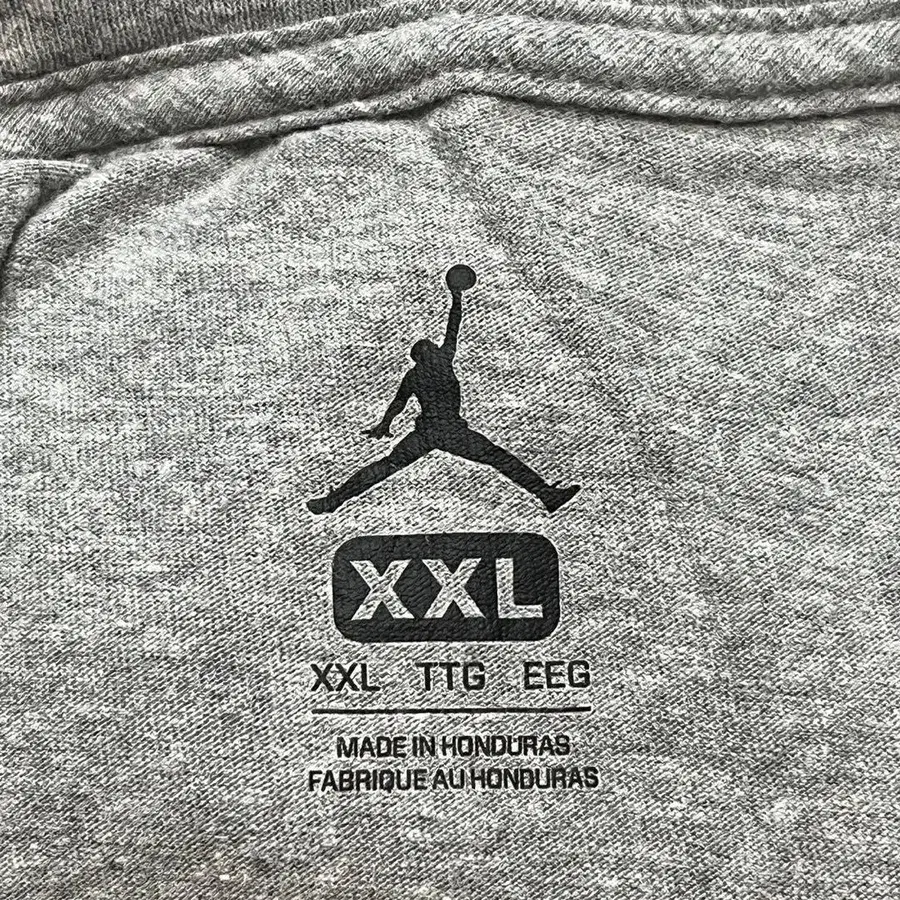 XXL
XXL TTG EEG
MADE IN HONDURAS
FABRIQUE AU HONDURAS